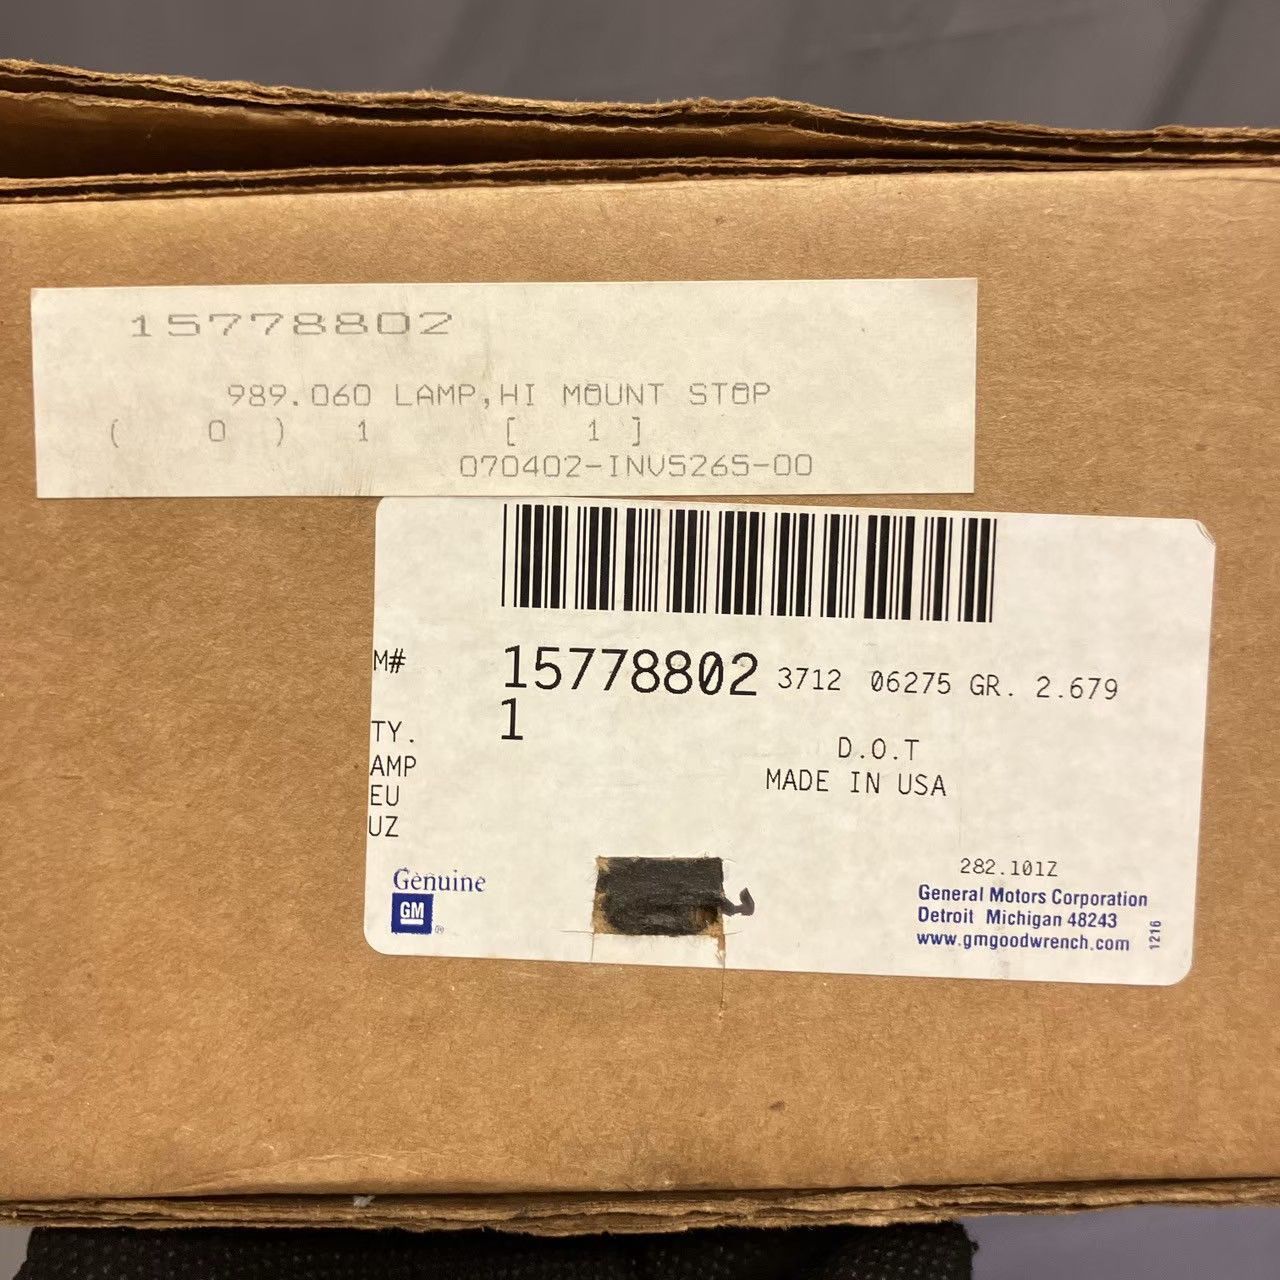 15778802
989.060 LAMP,HI MOUNT STOP
( 0 ) 1 [ 1 ]
070402-INV5265-00
M# 15778802 3712 06275 GR. 2.679
TY. 1
AMP
EU
UZ
D.O.T
MADE IN USA
Genuine
GM ®
282.101Z
General Motors Corporation
Detroit Michigan 48243
www.gmgoodwrench.com
1216